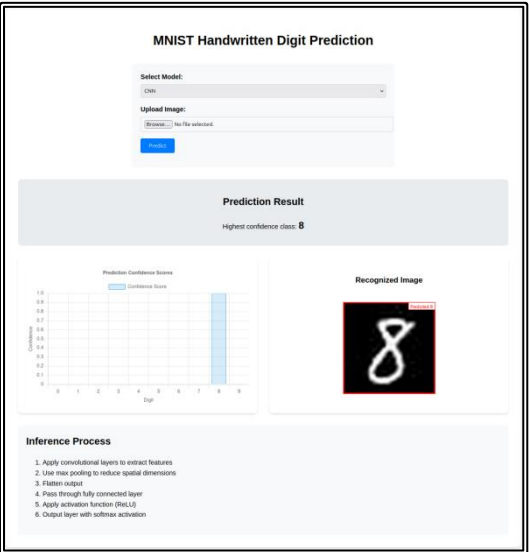 MNIST Handwritten Digit Prediction
Select Model:
CNN
Upload Image:
Browse... No file selected.
Predict
Prediction Result
Highest confidence class: 8
Prediction Confidence Scores
Confidence Score
1.0
0.9
0.8
0.7
0.6
0.5
0.4
0.3
0.2
0.1
0
Confidence
0 1 2 3 4 5 6 7 8 9
Digit
Recognized Image
Predicted: 8
8
Inference Process
1. Apply convolutional layers to extract features
2. Use max pooling to reduce spatial dimensions
3. Flatten output
4. Pass through fully connected layer
5. Apply activation function (ReLU)
6. Output layer with softmax activation